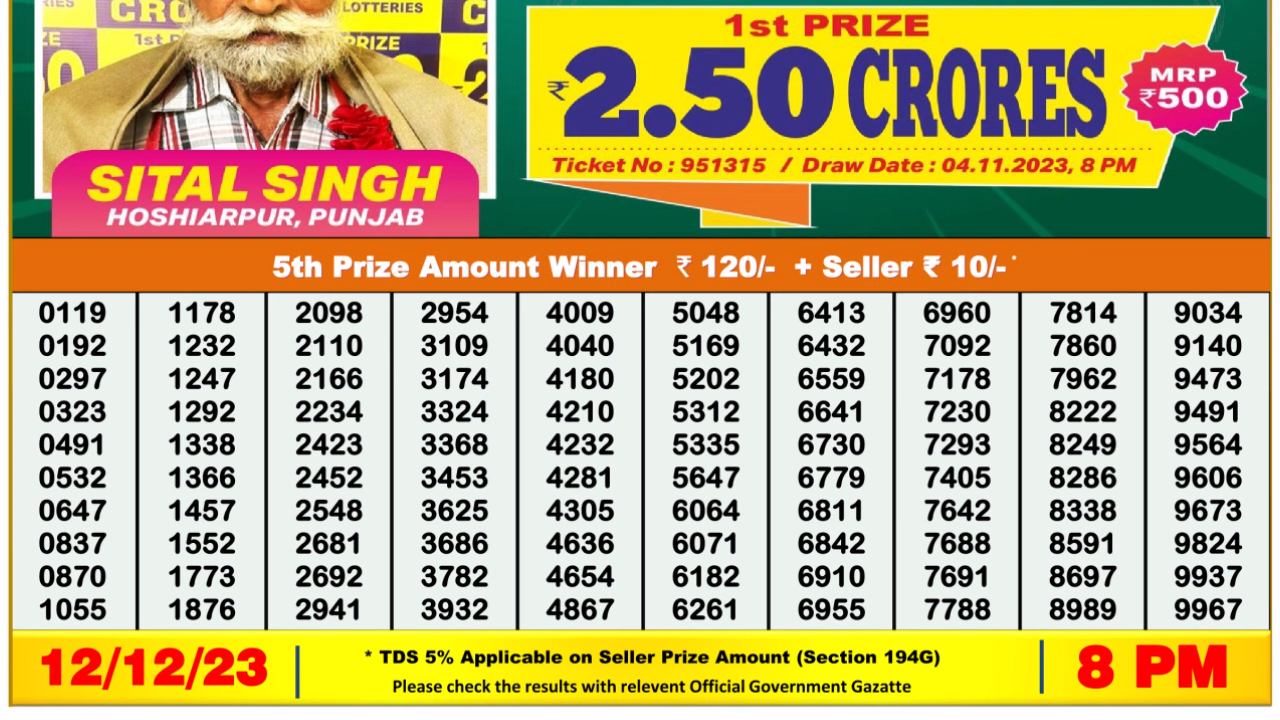 RIES
CRO
LOTTERIES
CE
ZE
1st P
PRIZE
1st PRIZE
₹2.50 CRORES
MRP
₹500
Ticket No : 951315 / Draw Date : 04.11.2023, 8 PM
SITAL SINGH
HOSHIARPUR, PUNJAB
5th Prize Amount Winner ₹ 120/- + Seller ₹ 10/-*
0119 1178 2098 2954 4009 5048 6413 6960 7814 9034
0192 1232 2110 3109 4040 5169 6432 7092 7860 9140
0297 1247 2166 3174 4180 5202 6559 7178 7962 9473
0323 1292 2234 3324 4210 5312 6641 7230 8222 9491
0491 1338 2423 3368 4232 5335 6730 7293 8249 9564
0532 1366 2452 3453 4281 5647 6779 7405 8286 9606
0647 1457 2548 3625 4305 6064 6811 7642 8338 9673
0837 1552 2681 3686 4636 6071 6842 7688 8591 9824
0870 1773 2692 3782 4654 6182 6910 7691 8697 9937
1055 1876 2941 3932 4867 6261 6955 7788 8989 9967
12/12/23
* TDS 5% Applicable on Seller Prize Amount (Section 194G)
Please check the results with relevent Official Government Gazatte
8 PM